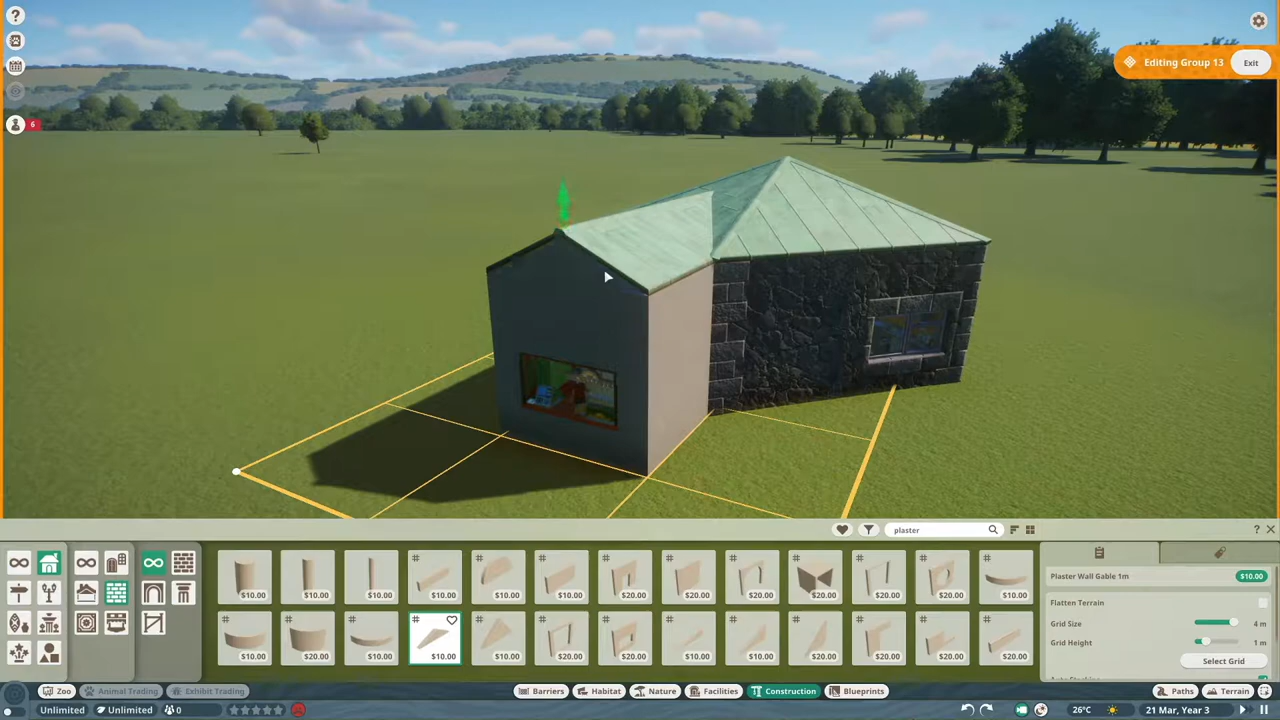 ?
Editing Group 13 Exit
6
plaster
? ×
$10.00 $10.00 $10.00 $10.00 $10.00 $10.00 $20.00 $20.00 $20.00 $20.00 $20.00 $20.00 $10.00
Plaster Wall Gable 1m $10.00
Flatten Terrain
Grid Size 4 m
$10.00 $20.00 $10.00 $10.00 $10.00 $20.00 $20.00 $10.00 $10.00 $20.00 $20.00 $20.00 $10.00
Grid Height 1 m
Select Grid
Zoo Animal Trading Exhibit Trading Barriers Habitat Nature Facilities Construction Blueprints Paths Terrain
Unlimited Unlimited 0 26°C 21 Mar, Year 3